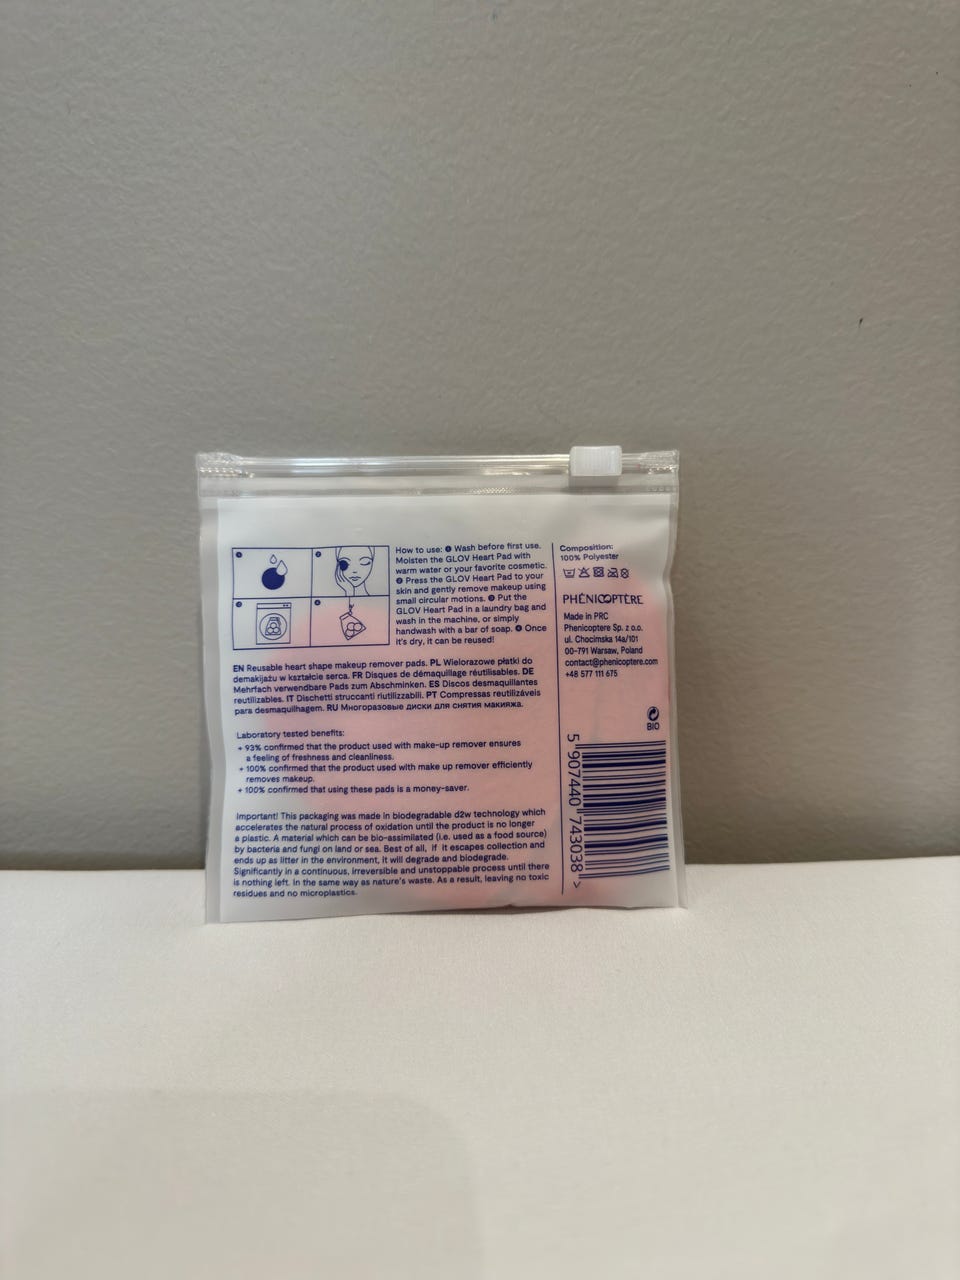 How to use: ❶ Wash before first use.
Moisten the GLOV Heart Pad with
warm water or your favorite cosmetic.
❷ Press the GLOV Heart Pad to your
skin and gently remove makeup using
small circular motions. ❸ Put the
GLOV Heart Pad in a laundry bag and
wash in the machine, or simply
handwash with a bar of soap. ❹ Once
it's dry, it can be reused!
EN Reusable heart shape makeup remover pads. PL Wielorazowe płatki do
demakijażu w kształcie serca. FR Disques de démaquillage réutilisables. DE
Mehrfach verwendbare Pads zum Abschminken. ES Discos desmaquillantes
reutilizables. IT Dischetti struccanti riutilizzabili. PT Compressas reutilizáveis
para desmaquilhagem. RU Многоразовые диски для снятия макияжа.
Laboratory tested benefits:
+ 93% confirmed that the product used with make-up remover ensures
a feeling of freshness and cleanliness.
+ 100% confirmed that the product used with make up remover efficiently
removes makeup.
+ 100% confirmed that using these pads is a money-saver.
Important! This packaging was made in biodegradable d2w technology which
accelerates the natural process of oxidation until the product is no longer
a plastic. A material which can be bio-assimilated (i.e. used as a food source)
by bacteria and fungi on land or sea. Best of all, if it escapes collection and
ends up as litter in the environment, it will degrade and biodegrade.
Significantly in a continuous, irreversible and unstoppable process until there
is nothing left. In the same way as nature's waste. As a result, leaving no toxic
residues and no microplastics.
Composition:
100% Polyester
PHÉNICOPTÈRE
Made in PRC
Phenicoptere Sp. z o.o.
ul. Chocimska 14a/101
00-791 Warsaw, Poland
contact@phenicoptere.com
+48 577 111 675
BIO
5 907440 743038 >